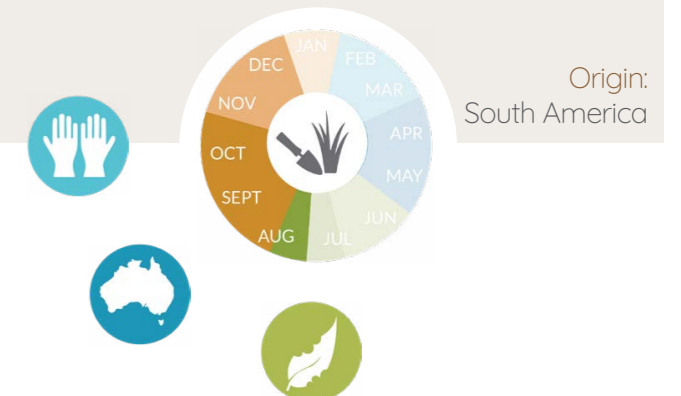 JAN
FEB
MAR
APR
MAY
JUN
JUL
AUG
SEPT
OCT
NOV
DEC
Origin:
South America